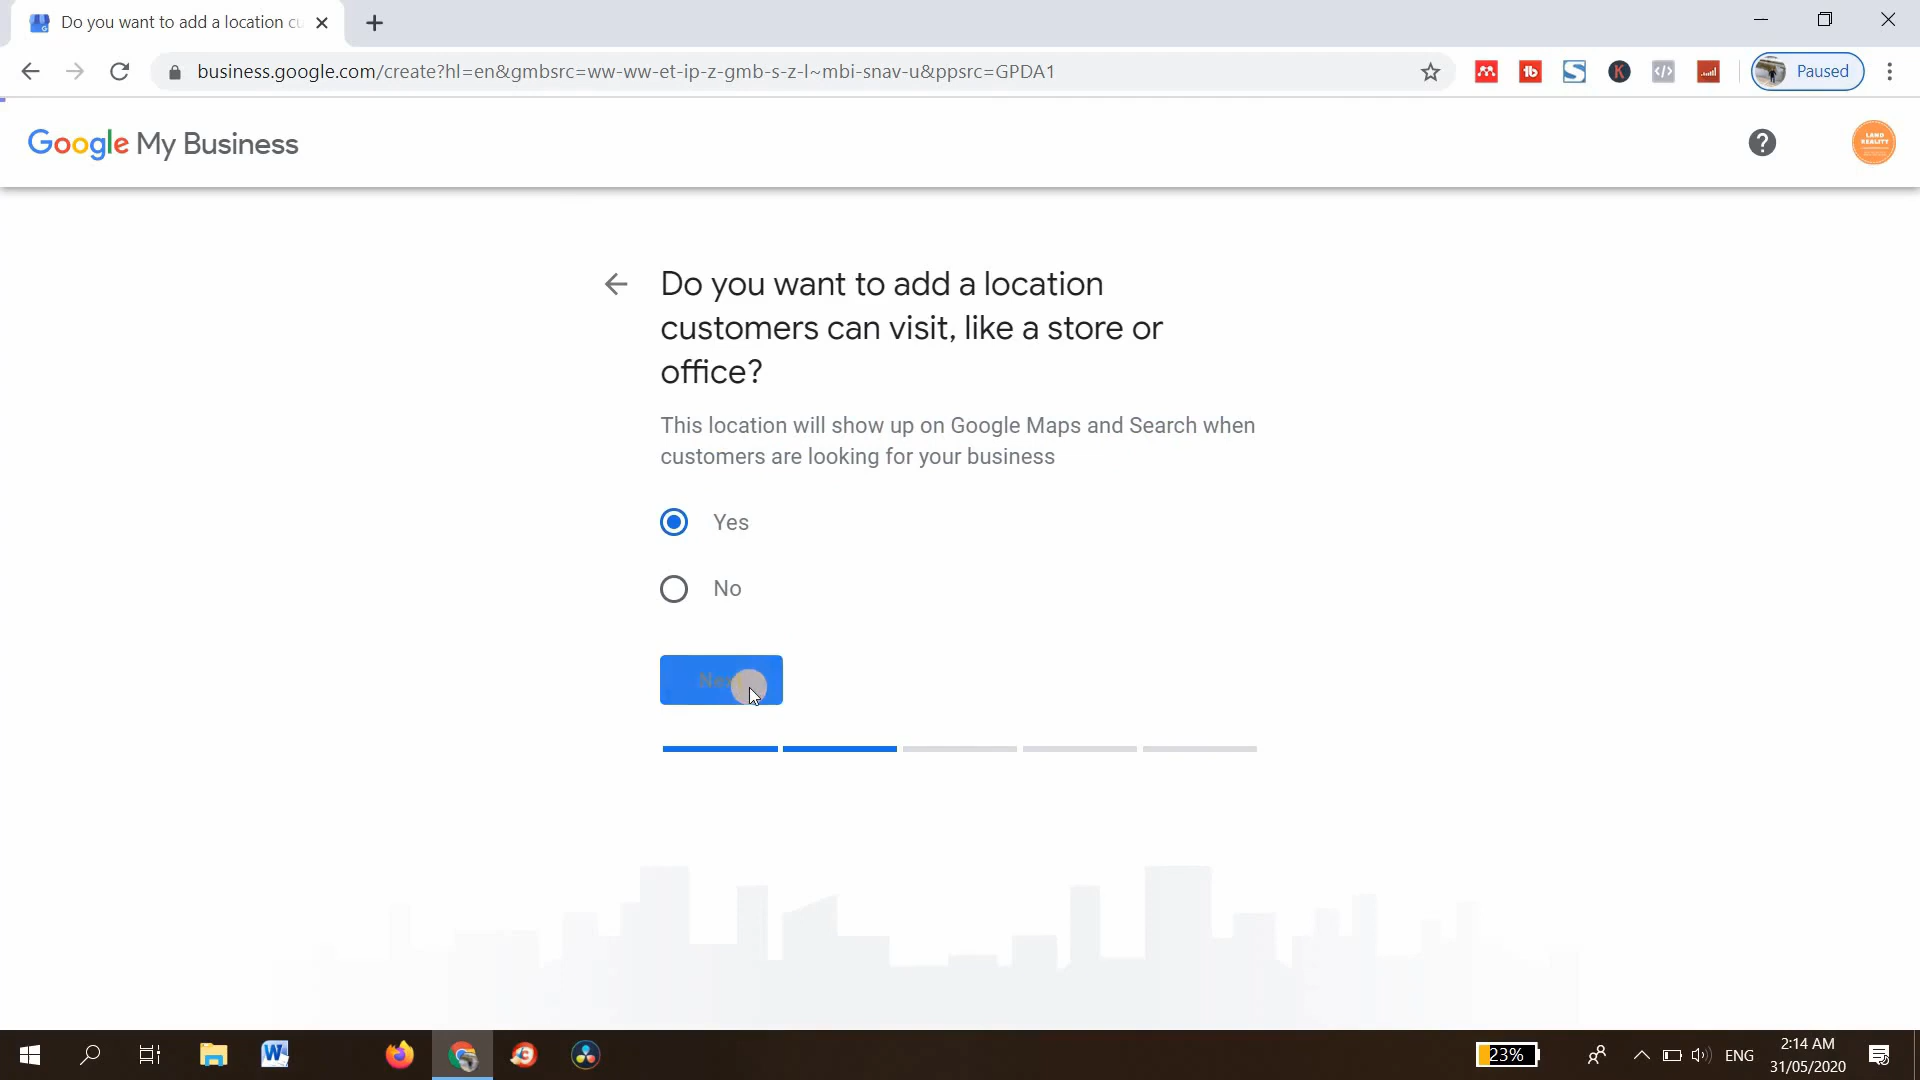 Do you want to add a location cu
business.google.com/create?hl=en&gmbsrc=ww-ww-et-ip-z-gmb-s-z-l~mbi-snav-u&ppsrc=GPDA1
Paused
Google My Business
LAND
REALITY
Do you want to add a location
customers can visit, like a store or
office?
This location will show up on Google Maps and Search when
customers are looking for your business
Yes
No
Next
23%
ENG
2:14 AM
31/05/2020